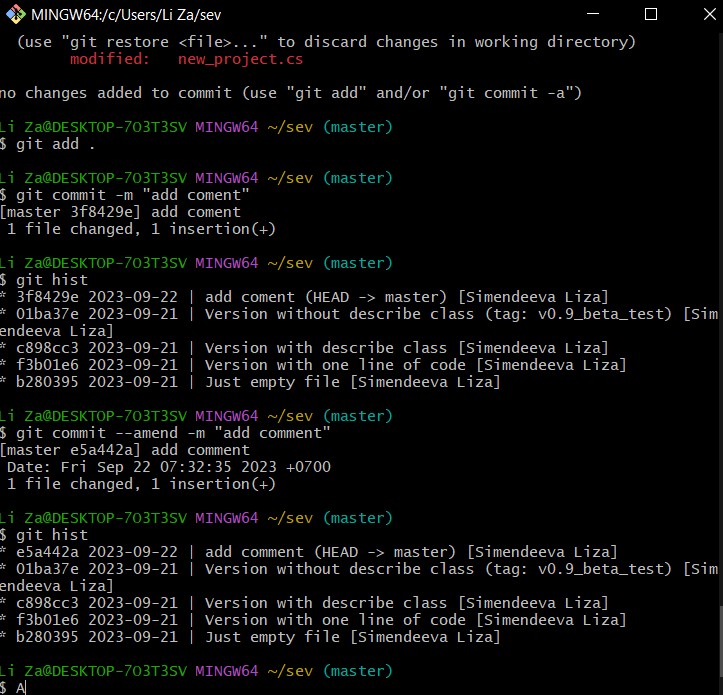 MINGW64:/c/Users/Li Za/sev
(use "git restore <file>..." to discard changes in working directory)
modified: new_project.cs
no changes added to commit (use "git add" and/or "git commit -a")
Li Za@DESKTOP-7O3T3SV MINGW64 ~/sev (master)
$ git add .
Li Za@DESKTOP-7O3T3SV MINGW64 ~/sev (master)
$ git commit -m "add coment"
[master 3f8429e] add coment
1 file changed, 1 insertion(+)
Li Za@DESKTOP-7O3T3SV MINGW64 ~/sev (master)
$ git hist
* 3f8429e 2023-09-22 | add coment (HEAD -> master) [Simendeeva Liza]
* 01ba37e 2023-09-21 | Version without describe class (tag: v0.9_beta_test) [Sim
endeeva Liza]
* c898cc3 2023-09-21 | Version with describe class [Simendeeva Liza]
* f3b01e6 2023-09-21 | Version with one line of code [Simendeeva Liza]
* b280395 2023-09-21 | Just empty file [Simendeeva Liza]
Li Za@DESKTOP-7O3T3SV MINGW64 ~/sev (master)
$ git commit --amend -m "add comment"
[master e5a442a] add comment
Date: Fri Sep 22 07:32:35 2023 +0700
1 file changed, 1 insertion(+)
Li Za@DESKTOP-7O3T3SV MINGW64 ~/sev (master)
$ git hist
* e5a442a 2023-09-22 | add comment (HEAD -> master) [Simendeeva Liza]
* 01ba37e 2023-09-21 | Version without describe class (tag: v0.9_beta_test) [Sim
endeeva Liza]
* c898cc3 2023-09-21 | Version with describe class [Simendeeva Liza]
* f3b01e6 2023-09-21 | Version with one line of code [Simendeeva Liza]
* b280395 2023-09-21 | Just empty file [Simendeeva Liza]
Li Za@DESKTOP-7O3T3SV MINGW64 ~/sev (master)
$ A